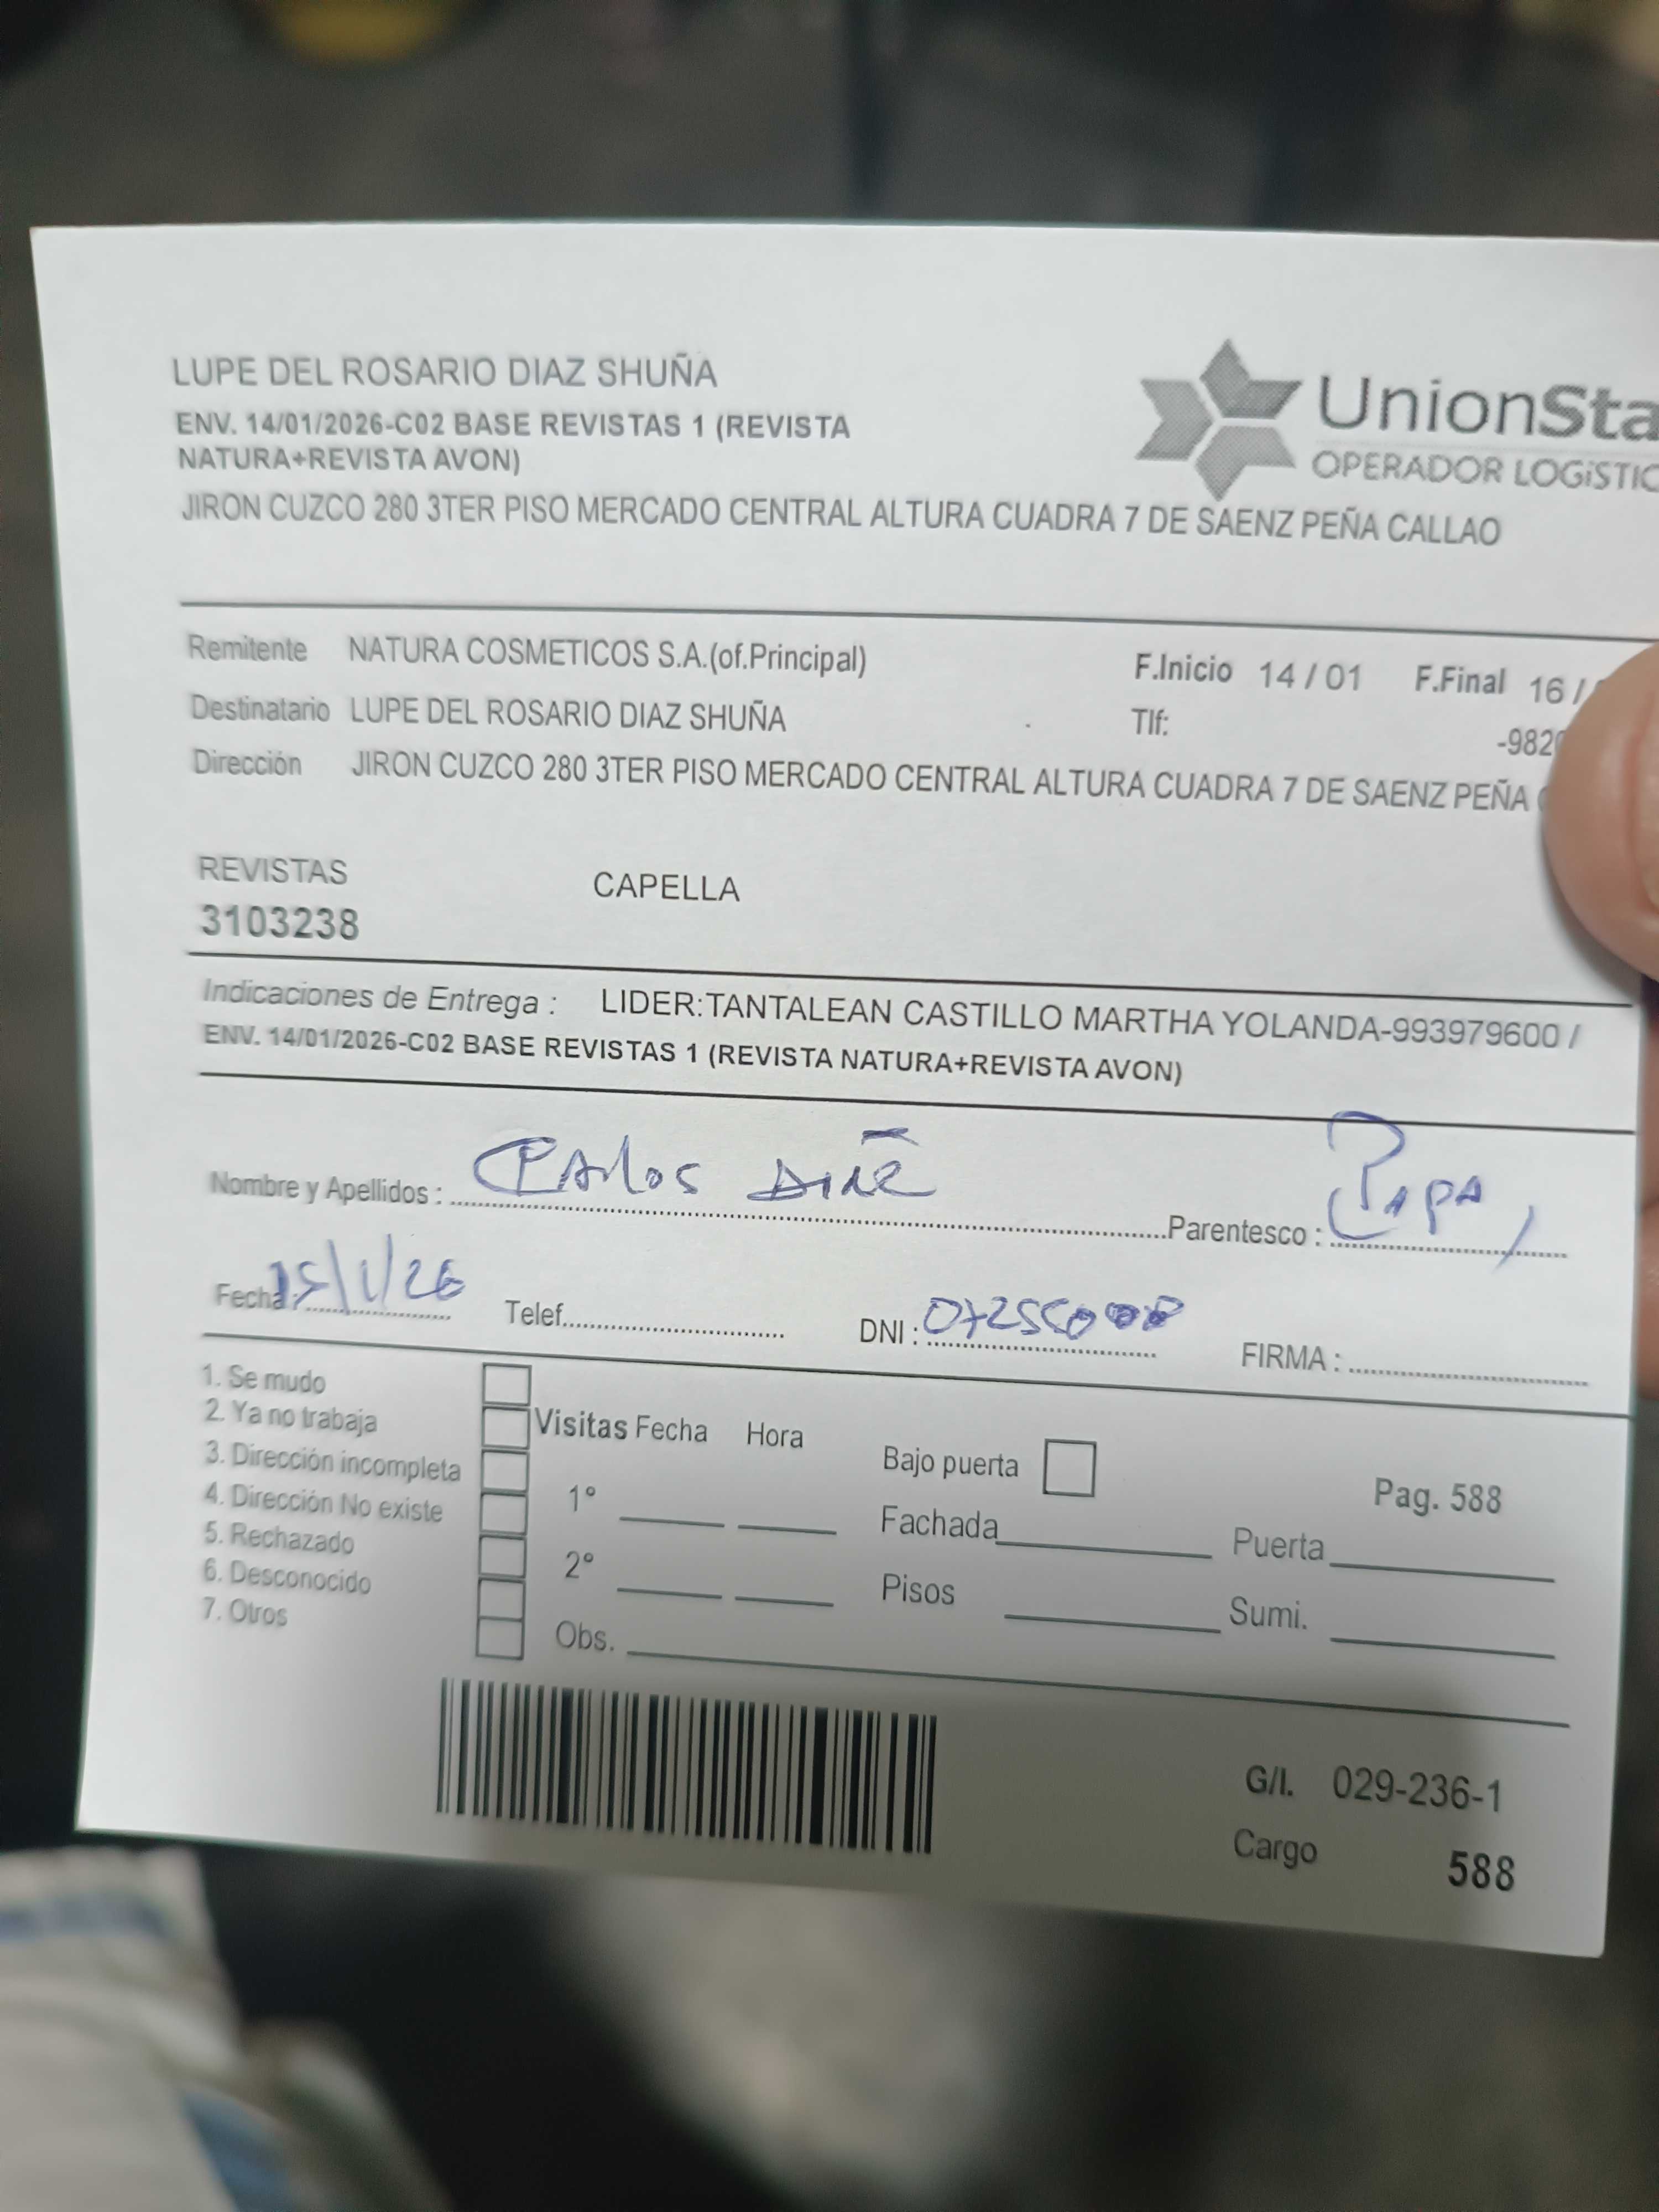 LUPE DEL ROSARIO DIAZ SHUÑA
ENV. 14/01/2026-C02 BASE REVISTAS 1 (REVISTA
NATURA+REVISTA AVON)
JIRON CUZCO 280 3TER PISO MERCADO CENTRAL ALTURA CUADRA 7 DE SAENZ PEÑA CALLAO
UnionSta
OPERADOR LOGíSTIC
Remitente NATURA COSMETICOS S.A.(of.Principal) F.Inicio 14 / 01 F.Final 16 /
Destinatario LUPE DEL ROSARIO DIAZ SHUÑA Tlf: -982
Dirección JIRON CUZCO 280 3TER PISO MERCADO CENTRAL ALTURA CUADRA 7 DE SAENZ PEÑA
REVISTAS CAPELLA
3103238
Indicaciones de Entrega : LIDER:TANTALEAN CASTILLO MARTHA YOLANDA-993979600 /
ENV. 14/01/2026-C02 BASE REVISTAS 1 (REVISTA NATURA+REVISTA AVON)
Nombre y Apellidos : Carlos Parentesco : Papa
Fecha : 15/1/26 Telef. DNI : FIRMA :
1. Se mudo
2. Ya no trabaja Visitas Fecha Hora
3. Dirección incompleta Bajo puerta Pag. 588
4. Dirección No existe 1° Fachada Puerta
5. Rechazado
6. Desconocido 2° Pisos Sumi.
7. Otros Obs.
G/I. 029-236-1
Cargo 588